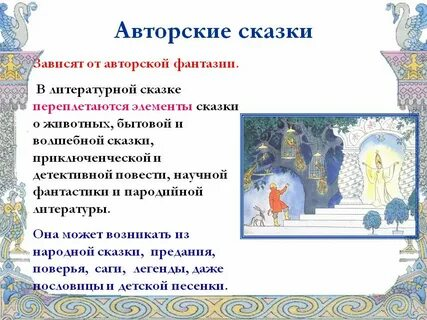 Авторские сказки
Зависят от авторской фантазии.
В литературной сказке
переплетаются элементы сказки
о животных, бытовой и
волшебной сказки,
приключенческой и
детективной повести, научной
фантастики и пародийной
литературы.
Она может возникать из
народной сказки, предания,
поверья, саги, легенды, даже
пословицы и детской песенки.